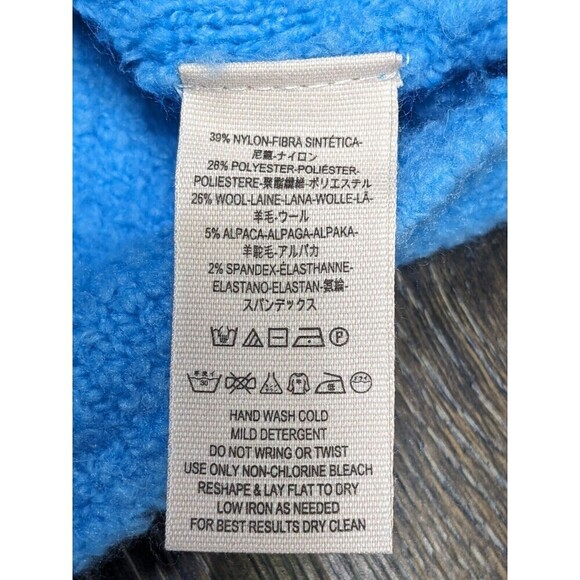 39% NYLON-FIBRA SINTÉTICA-
尼龍-ナイロン
28% POLYESTER-POLIÉSTER-
POLIESTERE-聚酯纖維-ポリエステル
26% WOOL-LAINE-LANA-WOLLE-LÃ-
羊毛-ウール
5% ALPACA-ALPAGA-ALPAKA-
羊駝毛-アルパカ
2% SPANDEX-ÉLASTHANNE-
ELASTANO-ELASTAN-氨綸-
スパンデックス
P
30 低
HAND WASH COLD
MILD DETERGENT
DO NOT WRING OR TWIST
USE ONLY NON-CHLORINE BLEACH
RESHAPE & LAY FLAT TO DRY
LOW IRON AS NEEDED
FOR BEST RESULTS DRY CLEAN